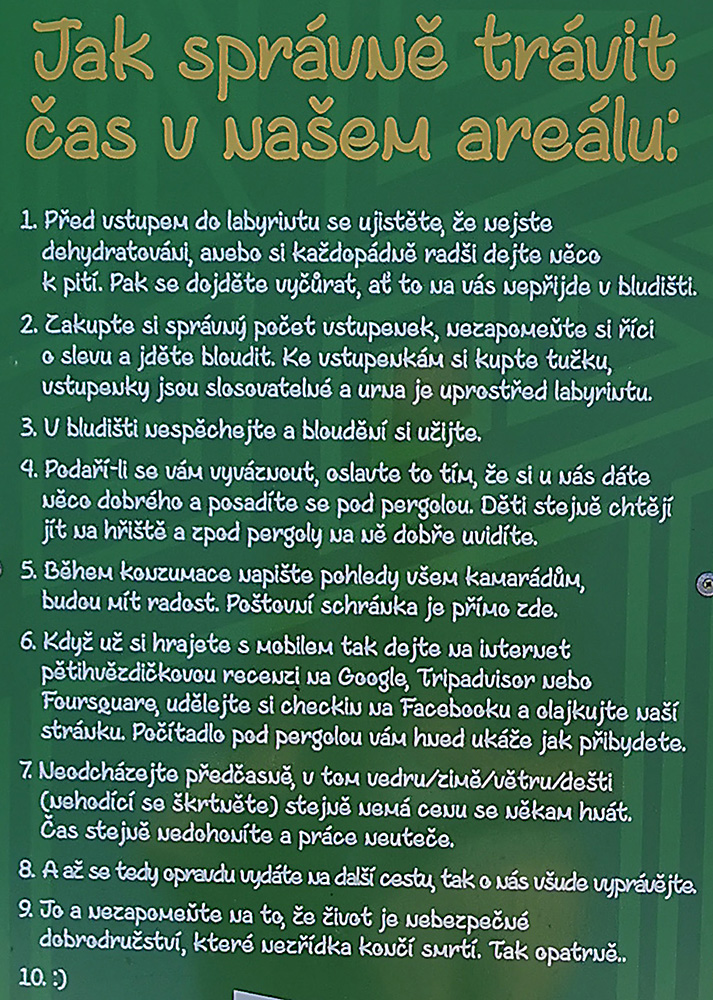 Jak správně trávit
čas v našem areálu:
1. Před vstupem do labyrintu se ujistěte, že nejste
dehydratováni, anebo si každopádně radši dejte něco
k pití. Pak se dojděte vyčůrat, ať to na vás nepřijde v bludišti.
2. Zakupte si správný počet vstupenek, nezapomeňte si říci
o slevu a jděte bloudit. Ke vstupenkám si kupte tužku,
vstupenky jsou slosovatelné a urna je uprostřed labyrintu.
3. V bludišti nespěchejte a bloudění si užijte.
4. Podaří-li se vám vyváznout, oslavte to tím, že si u nás dáte
něco dobrého a posadíte se pod pergolou. Děti stejně chtějí
jít na hřiště a zpod pergoly na ně dobře uvidíte.
5. Během konzumace napište pohledy všem kamarádům,
budou mít radost. Poštovní schránka je přímo zde.
6. Když už si hrajete s mobilem tak dejte na internet
pětihvězdičkovou recenzi na Google, Tripadvisor nebo
Foursquare, udělejte si checkin na Facebooku a olajkujte naší
stránku. Počítadlo pod pergolou vám hned ukáže jak přibydete.
7. Neodcházejte předčasně, v tom vedru/zimě/větru/dešti
(nehodící se škrtněte) stejně nemá cenu se někam hnát.
Čas stejně nedohoníte a práce neuteče.
8. A až se tedy opravdu vydáte na další cestu, tak o nás všude vyprávějte.
9. Jo a nezapomeňte na to, že život je nebezpečné
dobrodružství, které nezřídka končí smrtí. Tak opatrně..
10. :)